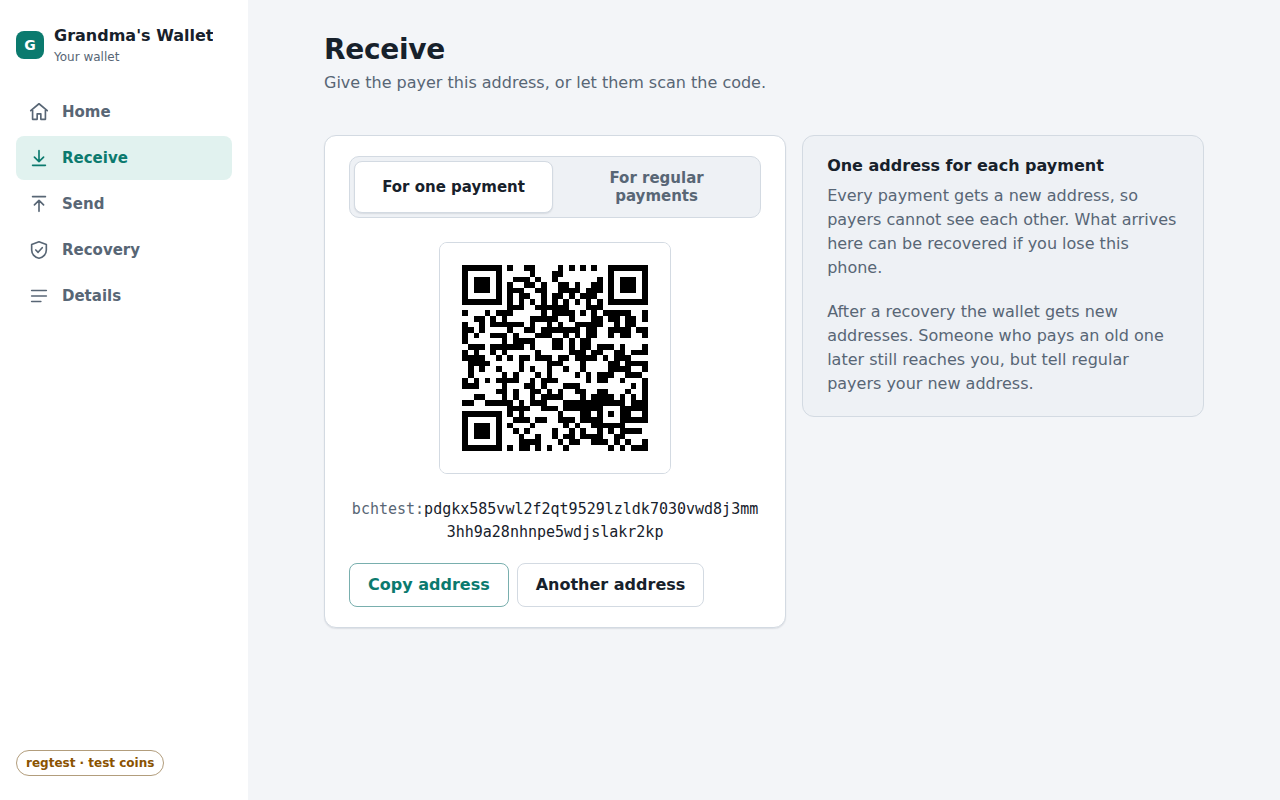 G
Grandma's Wallet
Your wallet
Home
Receive
Send
Recovery
Details
regtest · test coins
Receive
Give the payer this address, or let them scan the code.
For one payment
For regular
payments
bchtest:pdgkx585vwl2f2qt9529lzldk7030vwd8j3mm
3hh9a28nhnpe5wdjslakr2kp
Copy address
Another address
One address for each payment
Every payment gets a new address, so
payers cannot see each other. What arrives
here can be recovered if you lose this
phone.
After a recovery the wallet gets new
addresses. Someone who pays an old one
later still reaches you, but tell regular
payers your new address.